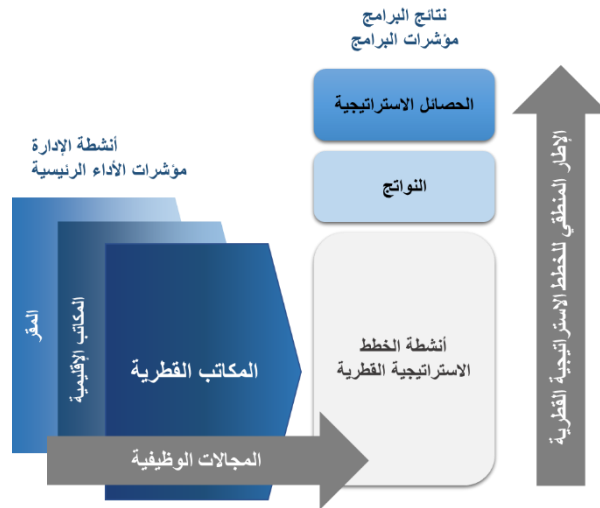 نتائج البرامج
مؤشرات البرامج
الحصائل الاستراتيجية
النواتج
أنشطة الخطط
الاستراتيجية القطرية
الإطار المنطقي للخطط الاستراتيجية القطرية
أنشطة الإدارة
مؤشرات الأداء الرئيسية
المقر
المكاتب الإقليمية
المكاتب القطرية
المجالات الوظيفية